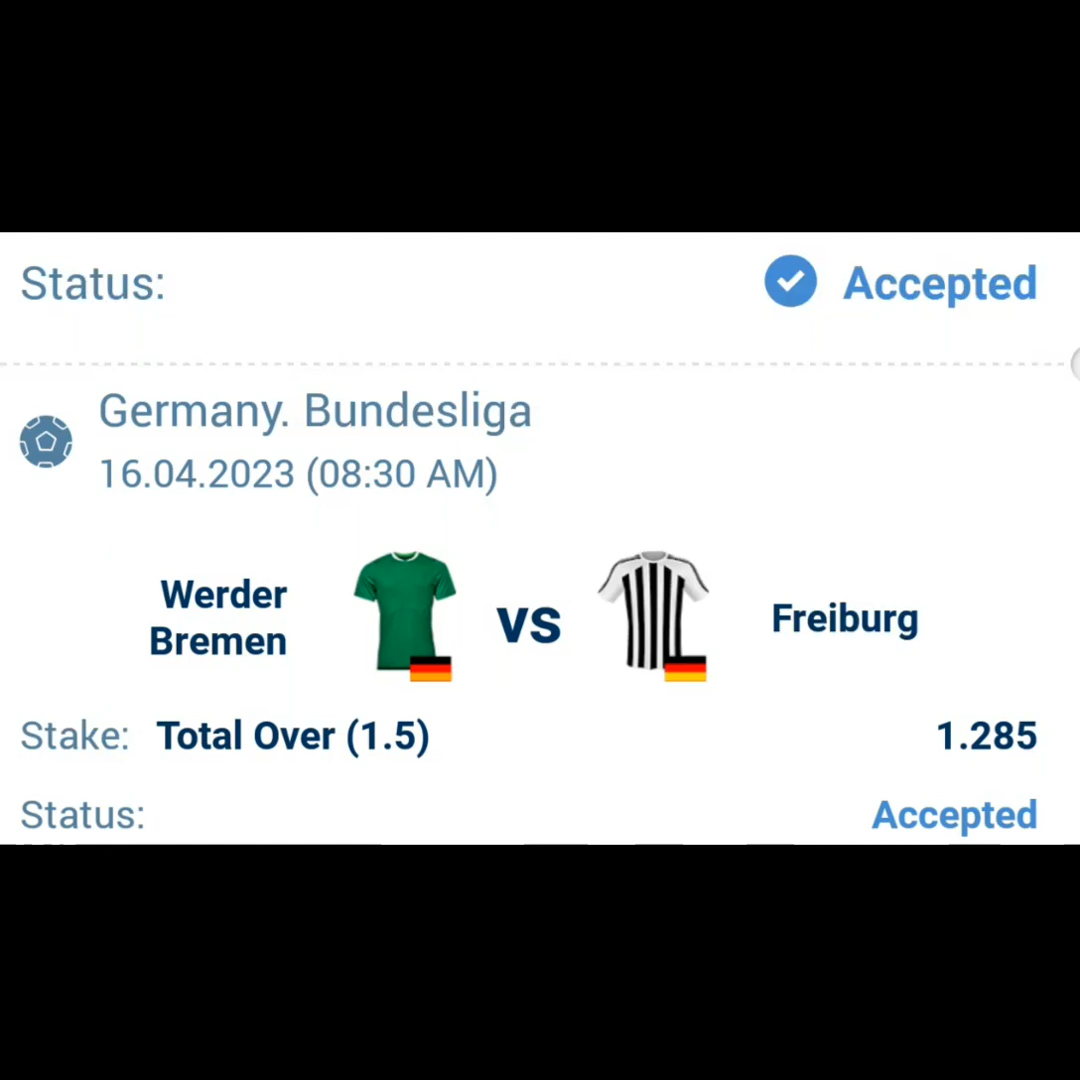 Status: Accepted
Germany. Bundesliga
16.04.2023 (08:30 AM)
Werder
Bremen
vs
Freiburg
Stake: Total Over (1.5) 1.285
Status: Accepted